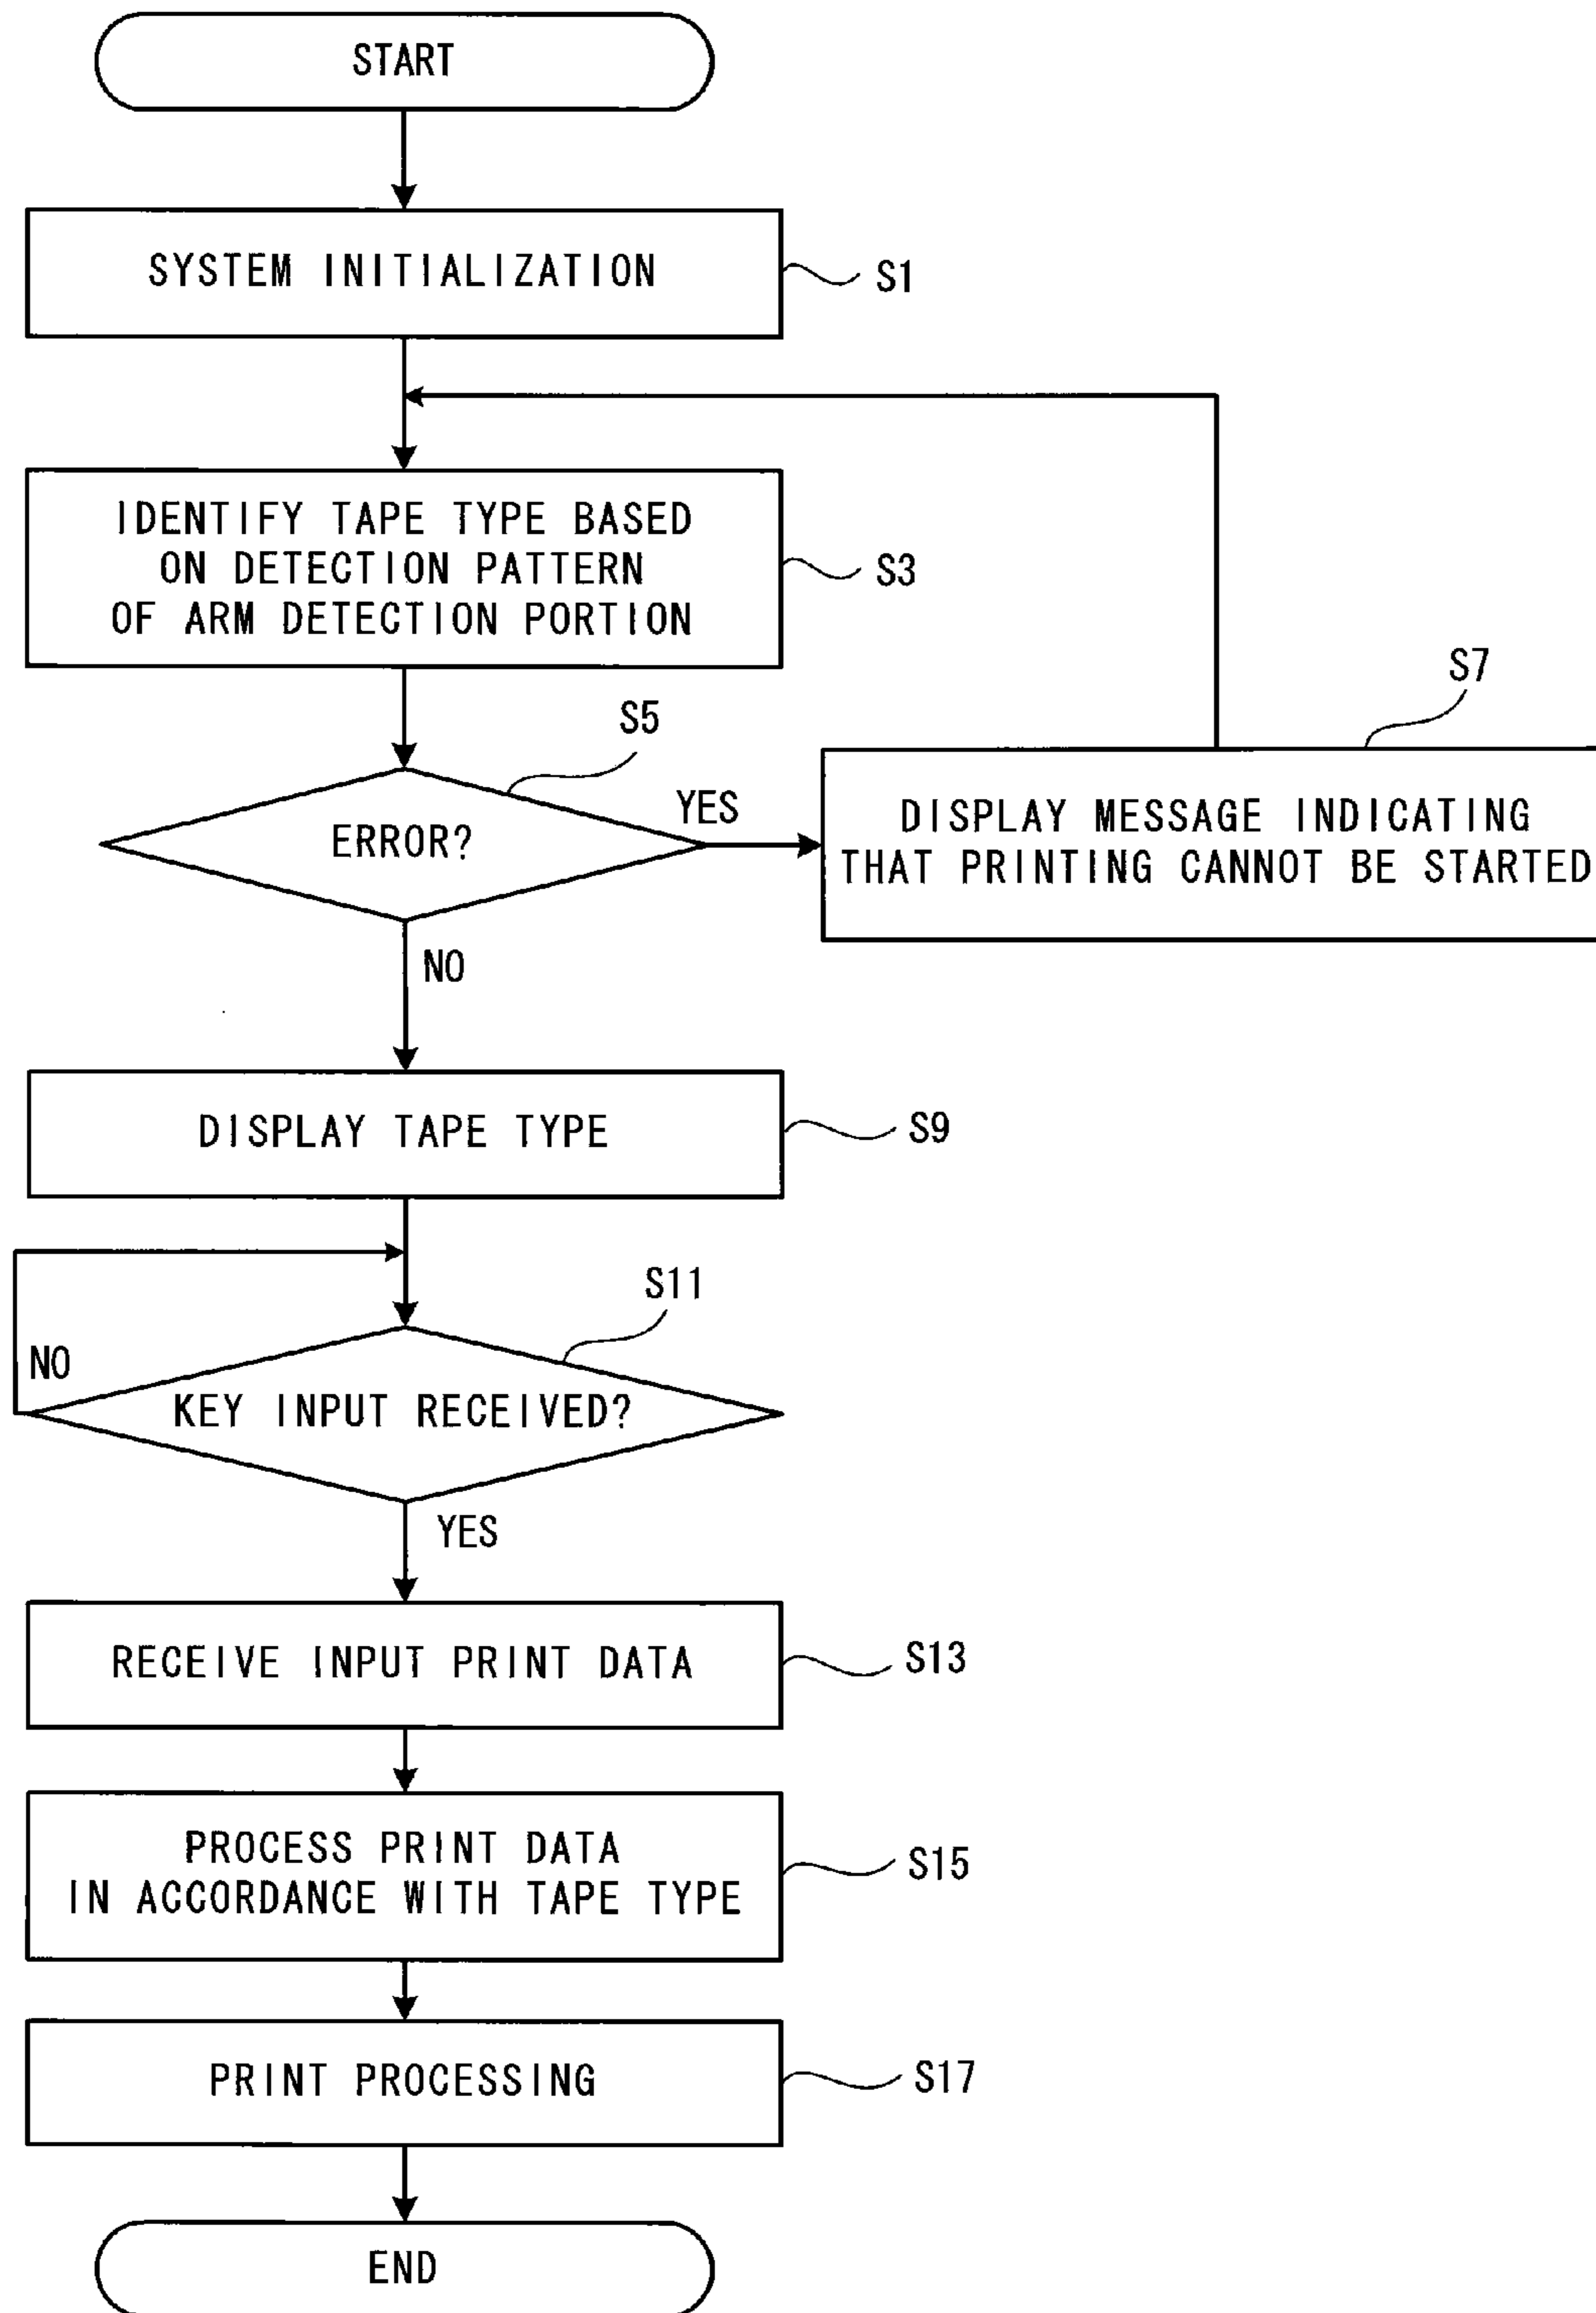 START
SYSTEM INITIALIZATION
S1
IDENTIFY TAPE TYPE BASED
ON DETECTION PATTERN
OF ARM DETECTION PORTION
S3
S5
ERROR?
YES
NO
S7
DISPLAY MESSAGE INDICATING
THAT PRINTING CANNOT BE STARTED
DISPLAY TAPE TYPE
S9
S11
KEY INPUT RECEIVED?
NO
YES
RECEIVE INPUT PRINT DATA
S13
PROCESS PRINT DATA
IN ACCORDANCE WITH TAPE TYPE
S15
PRINT PROCESSING
S17
END